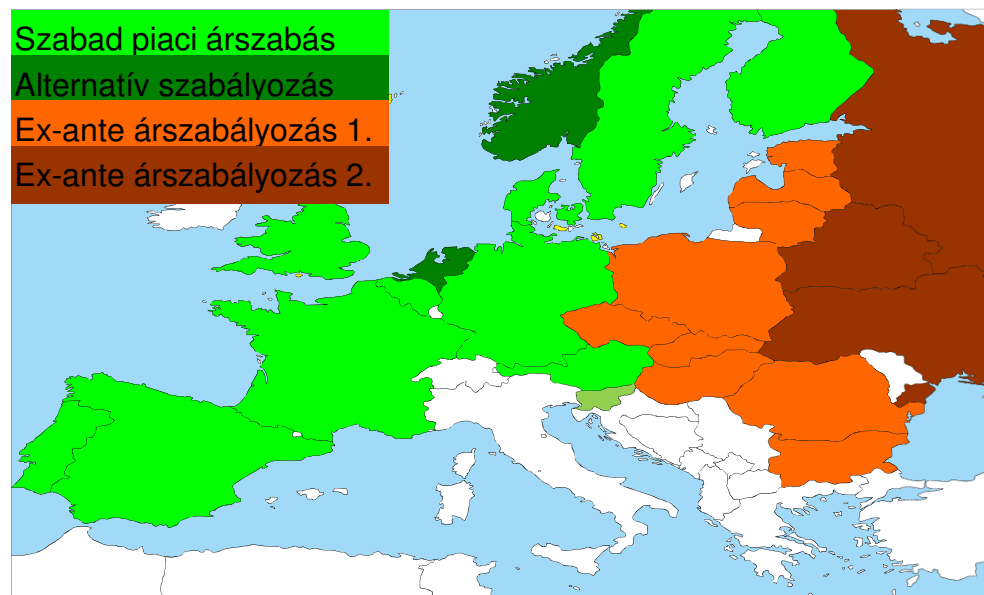 Szabad piaci árszabás
Alternatív szabályozás
Ex-ante árszabályozás 1.
Ex-ante árszabályozás 2.